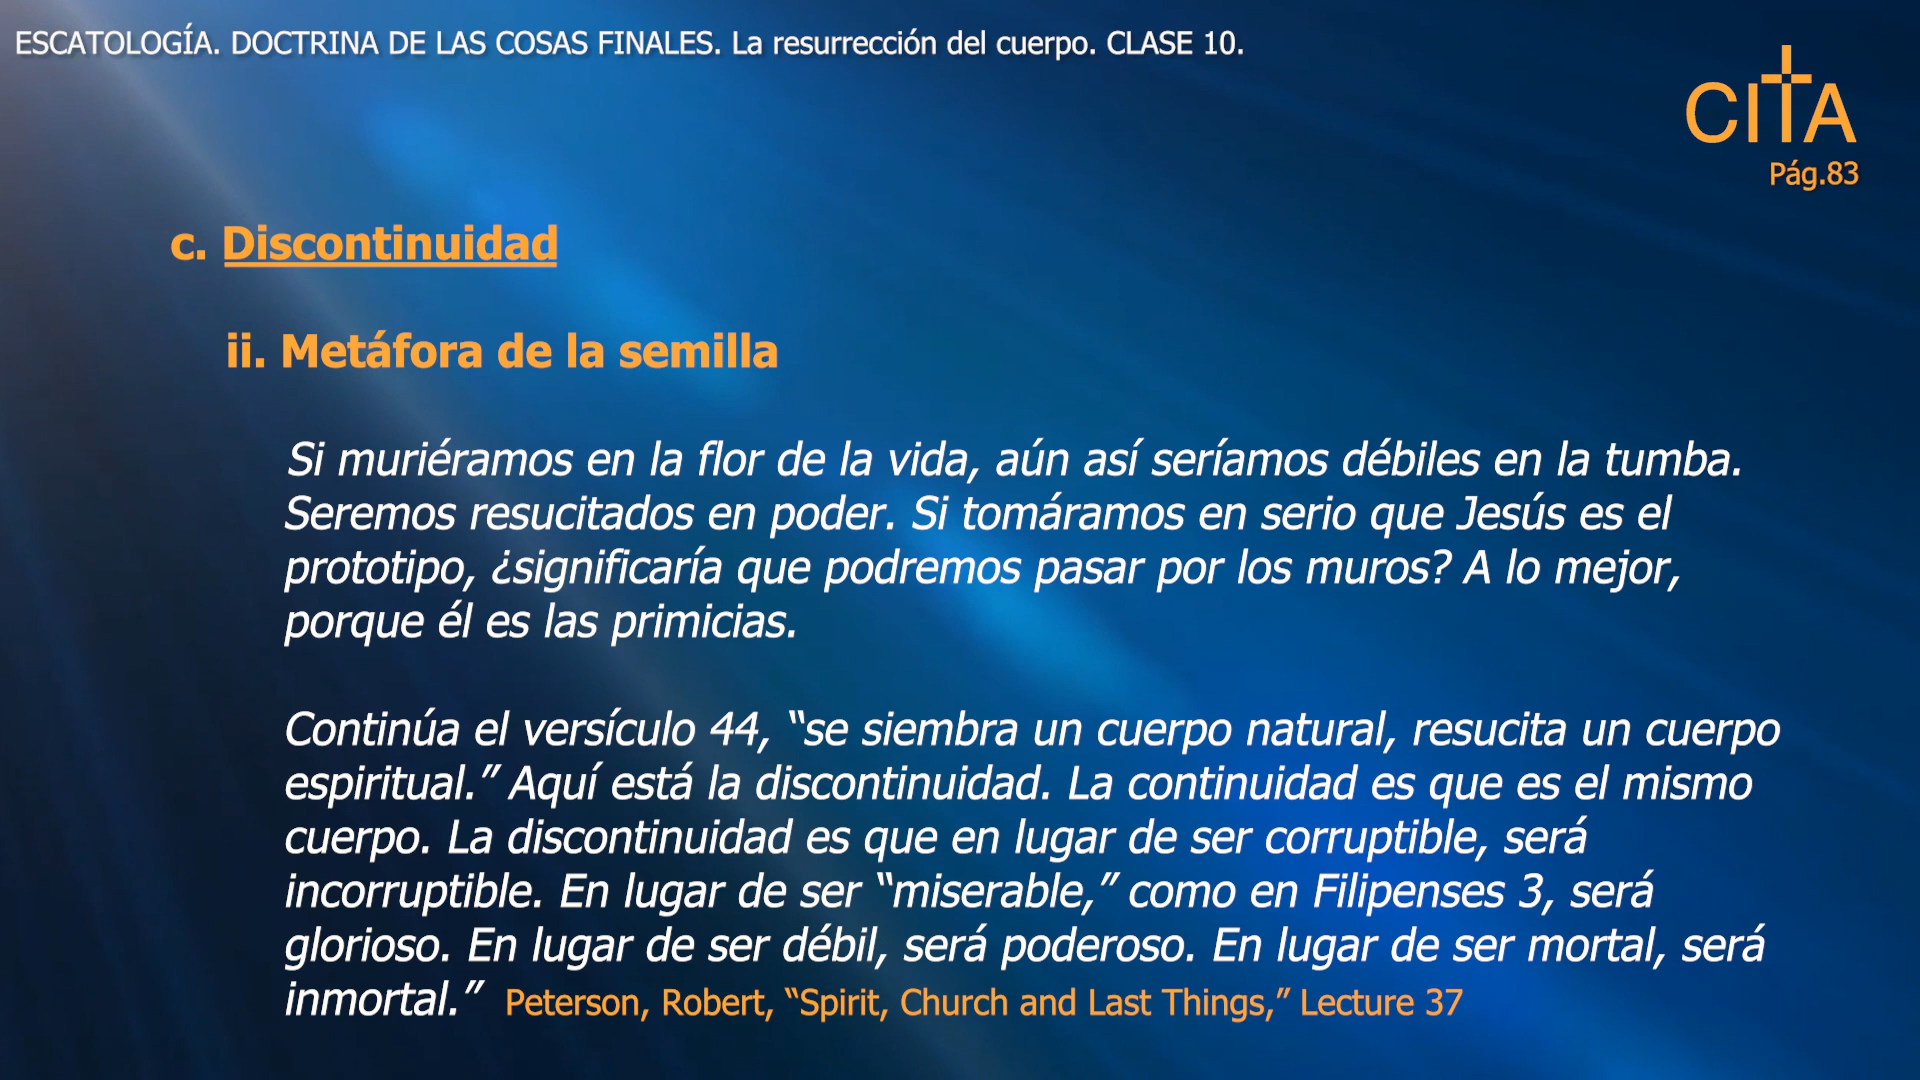 ESCATOLOGÍA. DOCTRINA DE LAS COSAS FINALES. La resurrección del cuerpo. CLASE 10.
CITA
Pág.83
c. Discontinuidad
ii. Metáfora de la semilla
Si muriéramos en la flor de la vida, aún así seríamos débiles en la tumba.
Seremos resucitados en poder. Si tomáramos en serio que Jesús es el
prototipo, ¿significaría que podremos pasar por los muros? A lo mejor,
porque él es las primicias.
Continúa el versículo 44, “se siembra un cuerpo natural, resucita un cuerpo
espiritual.” Aquí está la discontinuidad. La continuidad es que es el mismo
cuerpo. La discontinuidad es que en lugar de ser corruptible, será
incorruptible. En lugar de ser “miserable,” como en Filipenses 3, será
glorioso. En lugar de ser débil, será poderoso. En lugar de ser mortal, será
inmortal.” Peterson, Robert, “Spirit, Church and Last Things,” Lecture 37